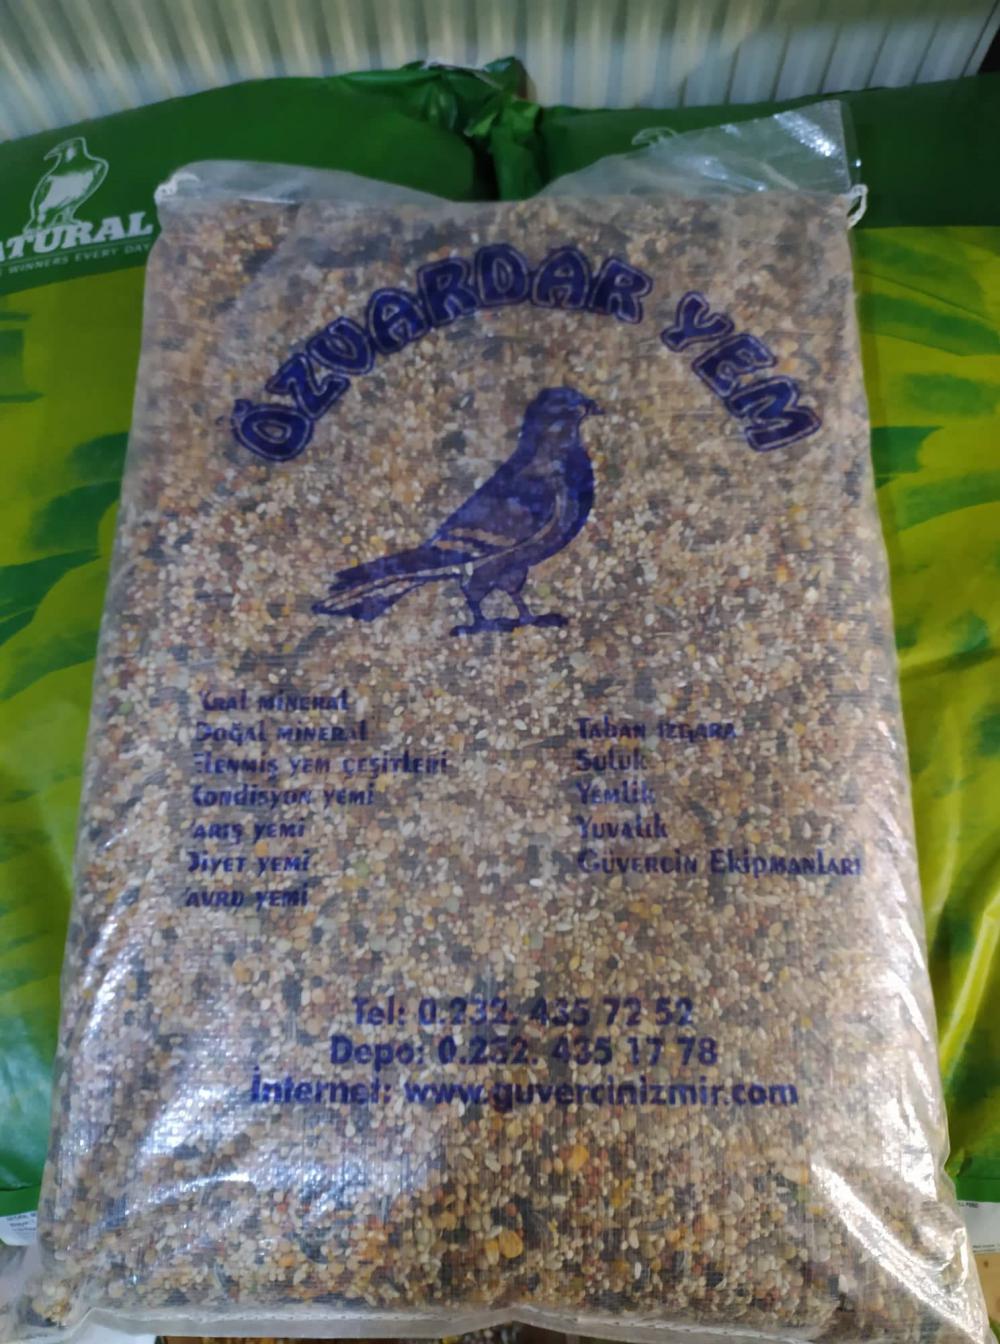 ATURAL
WINNERS EVERY DAY
ÖZVARDAR YEM
Kral mineral
Doğal mineral
Elenmiş yem çeşitleri
Kondisyon yemi
Yarış yemi
Diyet yemi
Yavru yemi
Taban ızgara
Suluk
Yemlik
Yuvalık
Güvercin Ekipmanları
Tel: 0.232. 435 72 52
Depo: 0.232. 435 17 78
İnternet: www.guvercinizmir.com